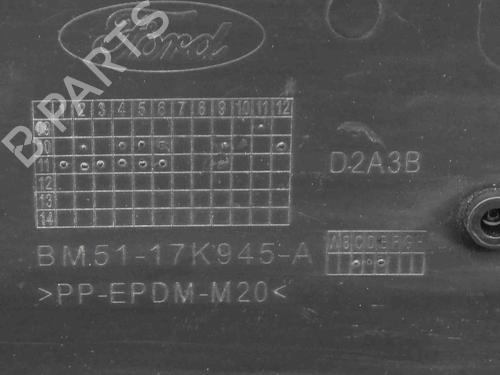 Ford
B-PARTS
1 2 3 4 5 6 7 8 9 10 11 12
09
10
11
12
13
14
D2A3B
BM51-17K945-A
ABCDEFG
>PP-EPDM-M20<